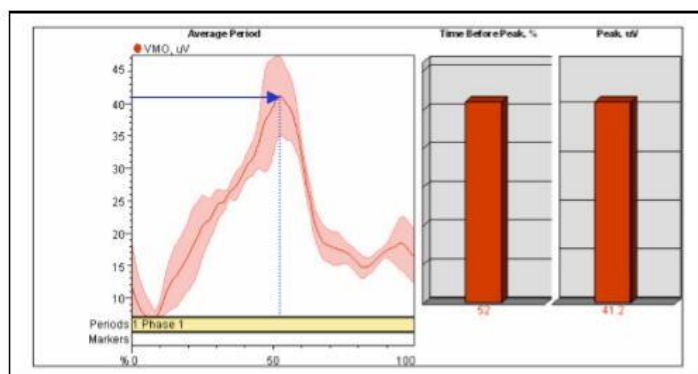 Average Period
Time Before Peak, %
Peak, uV
VMO, uV
45
40
35
30
25
20
15
10
52
41.2
Periods 1 Phase 1
Markers
% 0 50 100